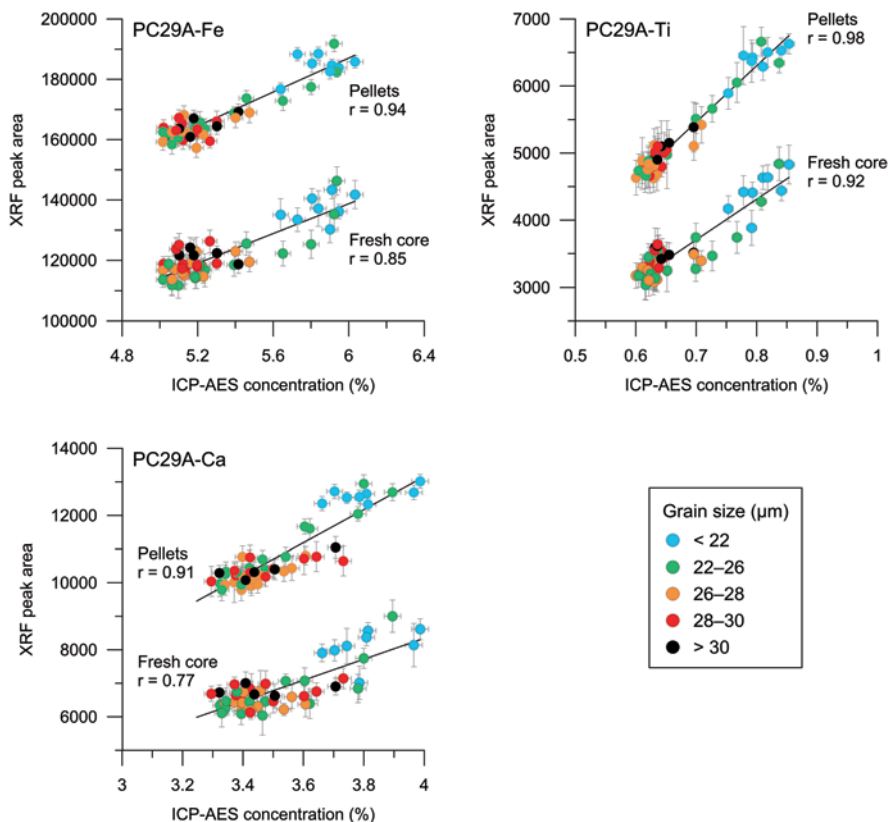 PC29A-Fe
200000
180000
160000
140000
120000
100000
XRF peak area
Pellets
r = 0.94
Fresh core
r = 0.85
4.8 5.2 5.6 6 6.4
ICP-AES concentration (%)
PC29A-Ti
7000
6000
5000
4000
3000
XRF peak area
Pellets
r = 0.98
Fresh core
r = 0.92
0.5 0.6 0.7 0.8 0.9 1
ICP-AES concentration (%)
PC29A-Ca
14000
12000
10000
8000
6000
XRF peak area
Pellets
r = 0.91
Fresh core
r = 0.77
3 3.2 3.4 3.6 3.8 4
ICP-AES concentration (%)
Grain size (µm)
< 22
22–26
26–28
28–30
> 30